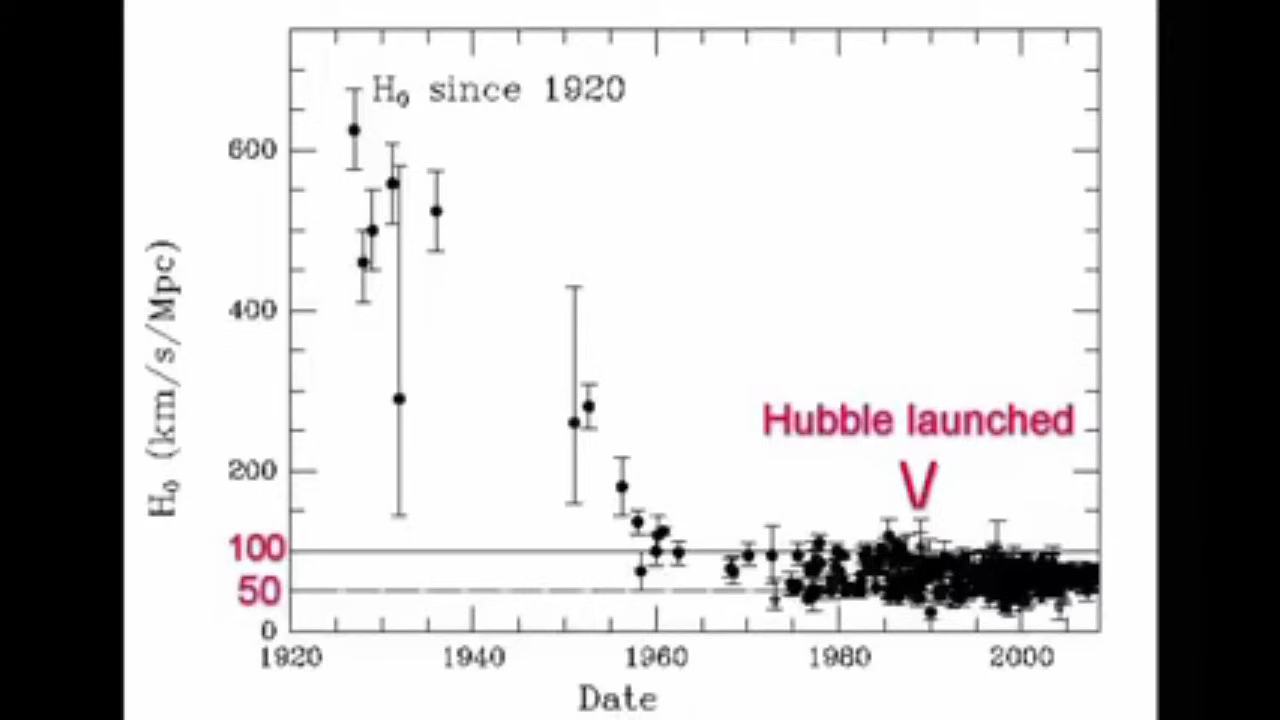 H₀ since 1920
600
400
200
100
50
0
H₀ (km/s/Mpc)
Hubble launched
V
1920 1940 1960 1980 2000
Date